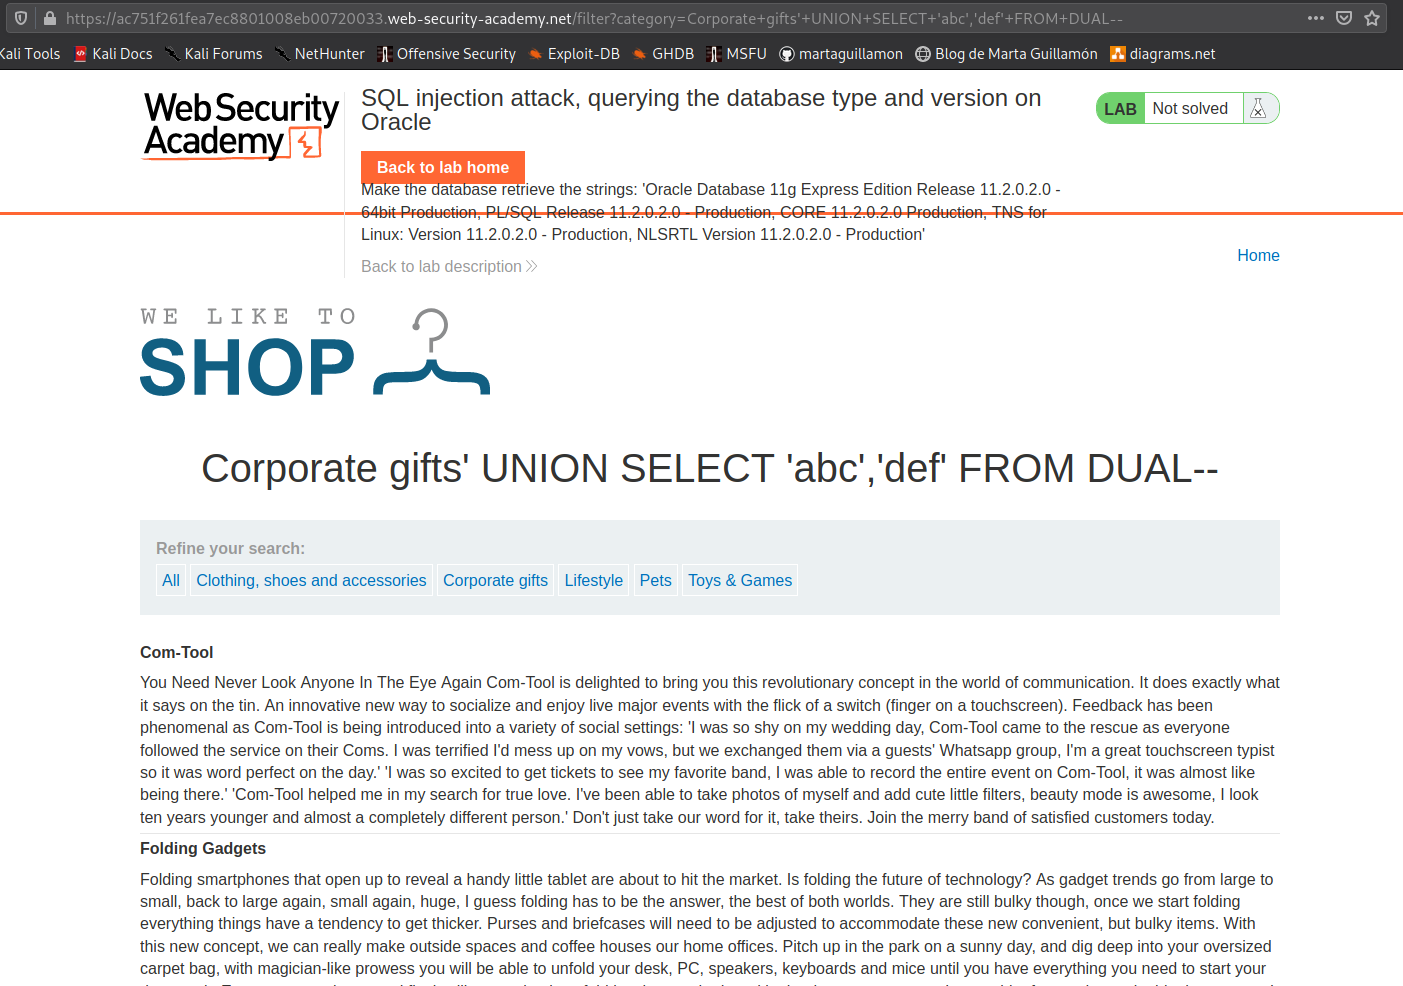 https://ac751f261fea7ec8801008eb00720033.web-security-academy.net/filter?category=Corporate+gifts'+UNION+SELECT+'abc','def'+FROM+DUAL--
Kali Tools Kali Docs Kali Forums NetHunter Offensive Security Exploit-DB GHDB MSFU martaguillamon Blog de Marta Guillamón diagrams.net
Web Security
Academy
SQL injection attack, querying the database type and version on
Oracle
LAB Not solved
Back to lab home
Make the database retrieve the strings: 'Oracle Database 11g Express Edition Release 11.2.0.2.0 -
64bit Production, PL/SQL Release 11.2.0.2.0 - Production, CORE 11.2.0.2.0 Production, TNS for
Linux: Version 11.2.0.2.0 - Production, NLSRTL Version 11.2.0.2.0 - Production'
Back to lab description
Home
WE LIKE TO
SHOP
Corporate gifts' UNION SELECT 'abc','def' FROM DUAL--
Refine your search:
All Clothing, shoes and accessories Corporate gifts Lifestyle Pets Toys & Games
Com-Tool
You Need Never Look Anyone In The Eye Again Com-Tool is delighted to bring you this revolutionary concept in the world of communication. It does exactly what
it says on the tin. An innovative new way to socialize and enjoy live major events with the flick of a switch (finger on a touchscreen). Feedback has been
phenomenal as Com-Tool is being introduced into a variety of social settings: 'I was so shy on my wedding day, Com-Tool came to the rescue as everyone
followed the service on their Coms. I was terrified I'd mess up on my vows, but we exchanged them via a guests' Whatsapp group, I'm a great touchscreen typist
so it was word perfect on the day.' 'I was so excited to get tickets to see my favorite band, I was able to record the entire event on Com-Tool, it was almost like
being there.' 'Com-Tool helped me in my search for true love. I've been able to take photos of myself and add cute little filters, beauty mode is awesome, I look
ten years younger and almost a completely different person.' Don't just take our word for it, take theirs. Join the merry band of satisfied customers today.
Folding Gadgets
Folding smartphones that open up to reveal a handy little tablet are about to hit the market. Is folding the future of technology? As gadget trends go from large to
small, back to large again, small again, huge, I guess folding has to be the answer, the best of both worlds. They are still bulky though, once we start folding
everything things have a tendency to get thicker. Purses and briefcases will need to be adjusted to accommodate these new convenient, but bulky items. With
this new concept, we can really make outside spaces and coffee houses our home offices. Pitch up in the park on a sunny day, and dig deep into your oversized
carpet bag, with magician-like prowess you will be able to unfold your desk, PC, speakers, keyboards and mice until you have everything you need to start your